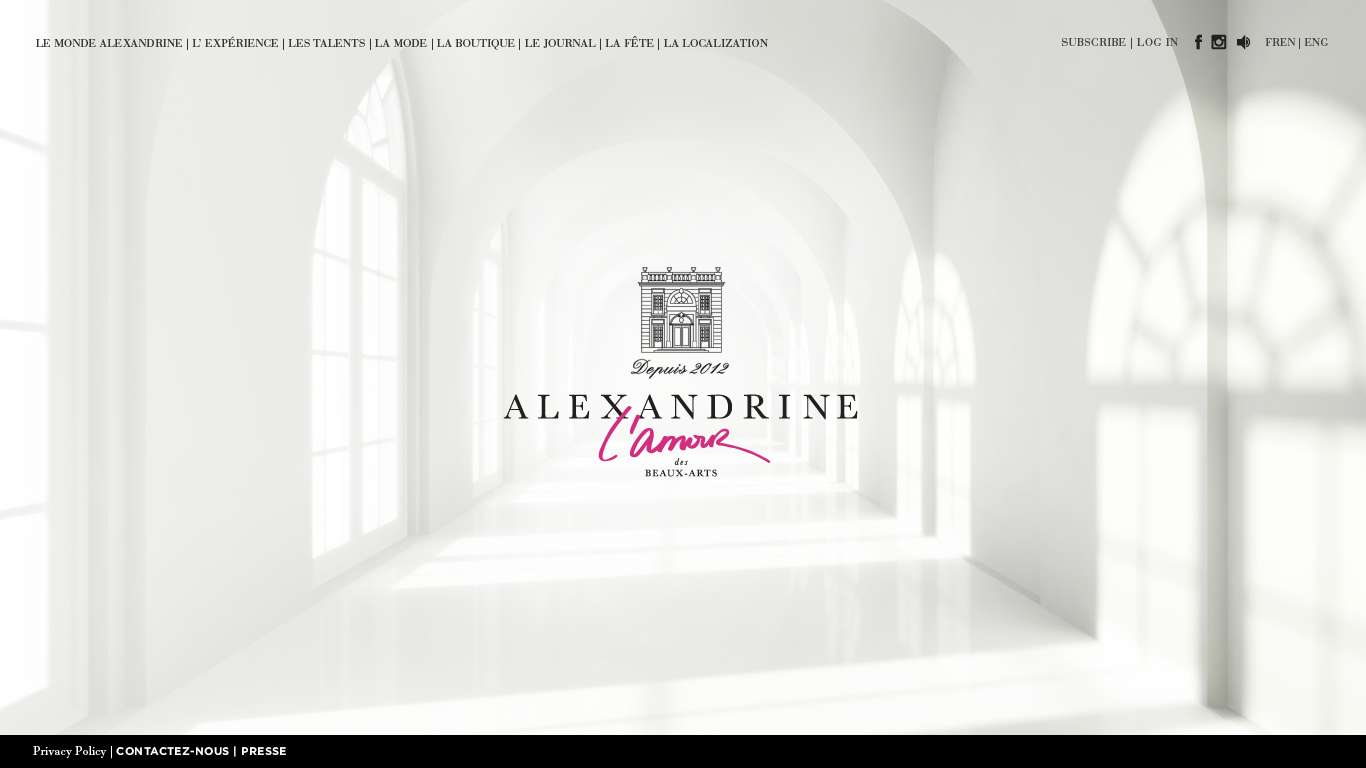 LE MONDE ALEXANDRINE | L' EXPÉRIENCE | LES TALENTS | LA MODE | LA BOUTIQUE | LE JOURNAL | LA FÊTE | LA LOCALIZATION
SUBSCRIBE | LOG IN FREN | ENG
Depuis 2012
ALEXANDRINE
L'amour
des
BEAUX-ARTS
Privacy Policy | CONTACTEZ-NOUS | PRESSE